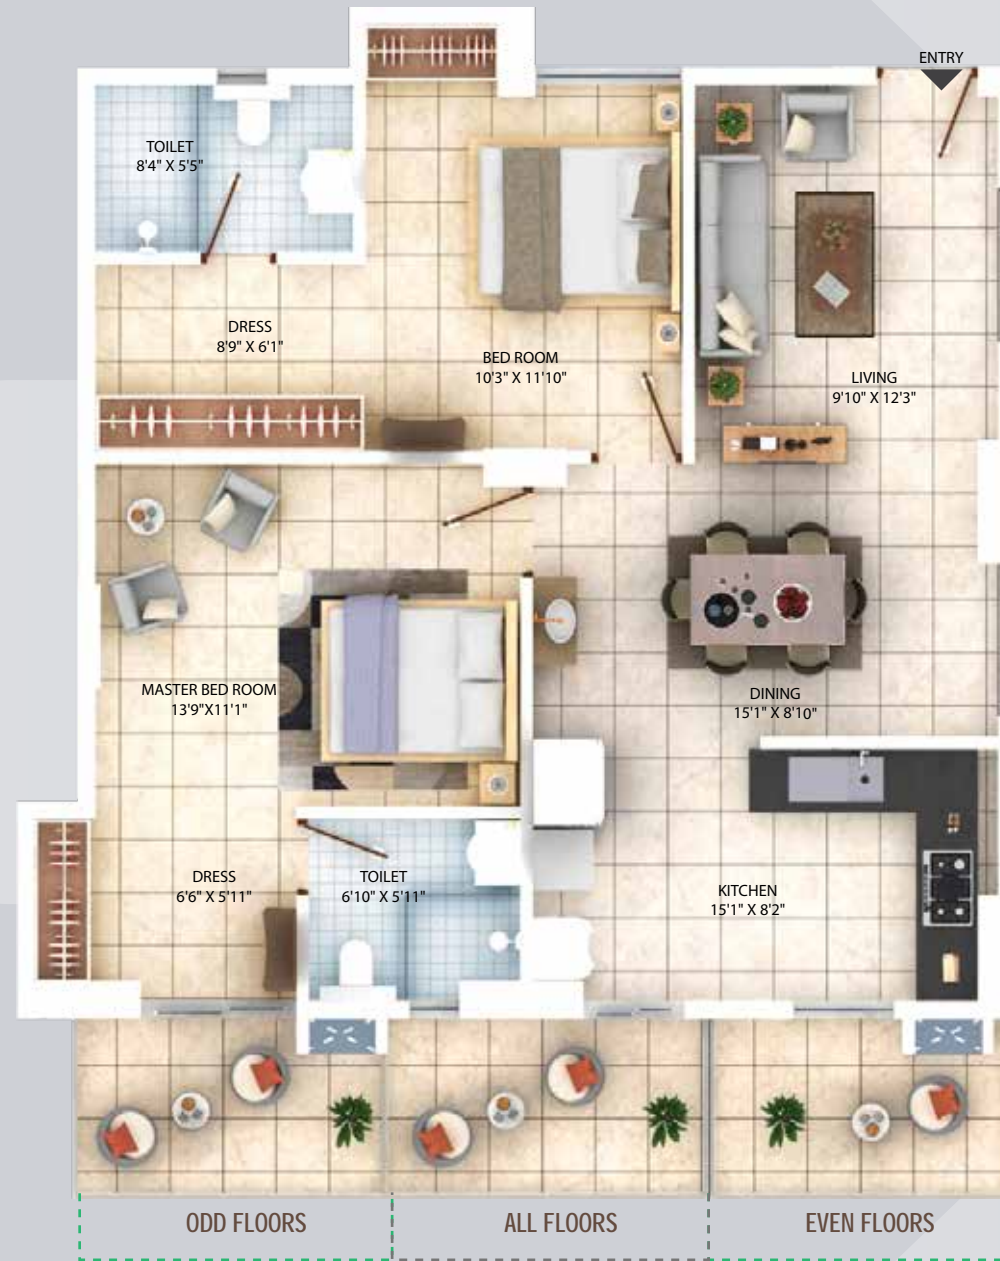 ENTRY
TOILET
8'4" X 5'5"
DRESS
8'9" X 6'1"
BED ROOM
10'3" X 11'10"
LIVING
9'10" X 12'3"
MASTER BED ROOM
13'9"X11'1"
DINING
15'1" X 8'10"
DRESS
6'6" X 5'11"
TOILET
6'10" X 5'11"
KITCHEN
15'1" X 8'2"
ODD FLOORS
ALL FLOORS
EVEN FLOORS